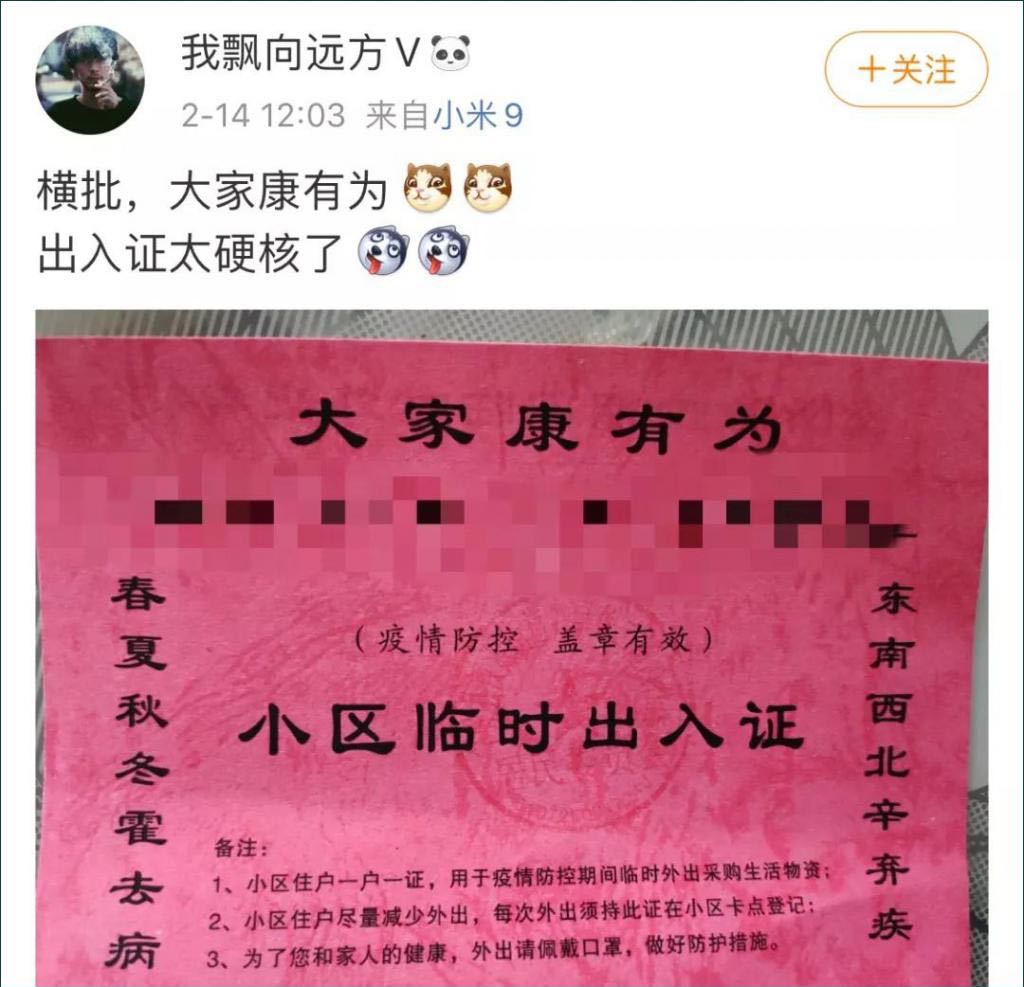 我飘向远方V
2-14 12:03 来自小米9
+关注
横批，大家康有为
出入证太硬核了
大家康有为
（疫情防控 盖章有效）
小区临时出入证
春夏秋冬霍去病
东南西北辛弃疾
备注：
1、小区住户一户一证，用于疫情防控期间临时外出采购生活物资；
2、小区住户尽量减少外出，每次外出须持此证在小区卡点登记；
3、为了您和家人的健康，外出请佩戴口罩，做好防护措施。